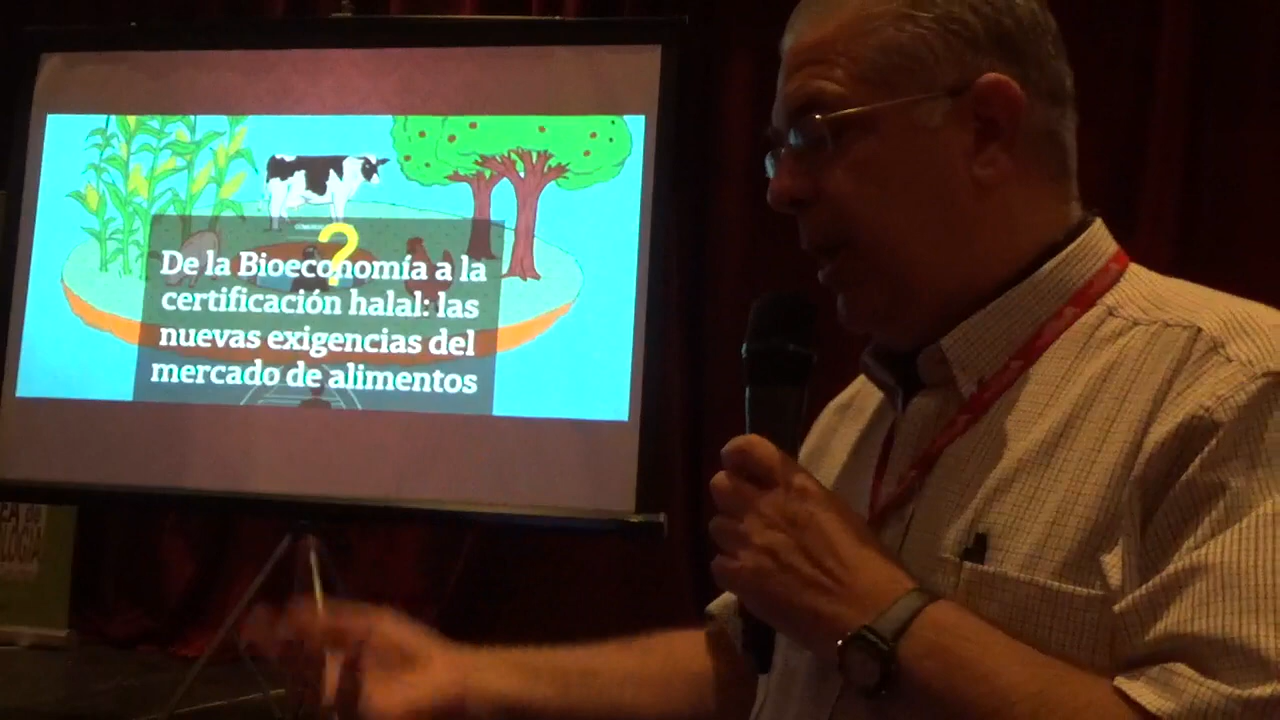 ?
De la Bioeconomía a la
certificación halal: las
nuevas exigencias del
mercado de alimentos